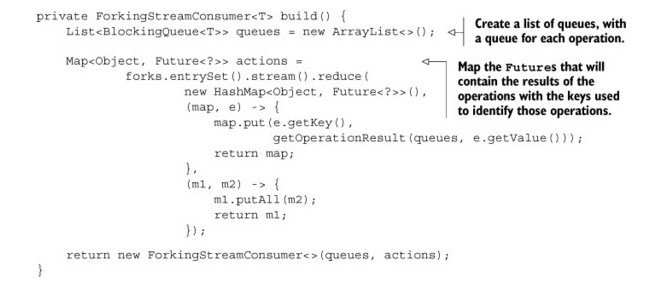 private ForkingStreamConsumer<T> build() {
    List<BlockingQueue<T>> queues = new ArrayList<>();
Create a list of queues, with
a queue for each operation.
    Map<Object, Future<?>> actions =
            forks.entrySet().stream().reduce(
                    new HashMap<Object, Future<?>>(),
                    (map, e) -> {
                        map.put(e.getKey(),
                                getOperationResult(queues, e.getValue()));
                        return map;
                    },
                    (m1, m2) -> {
                        m1.putAll(m2);
                        return m1;
                    });
Map the Futures that will
contain the results of the
operations with the keys used
to identify those operations.
    return new ForkingStreamConsumer<>(queues, actions);
}